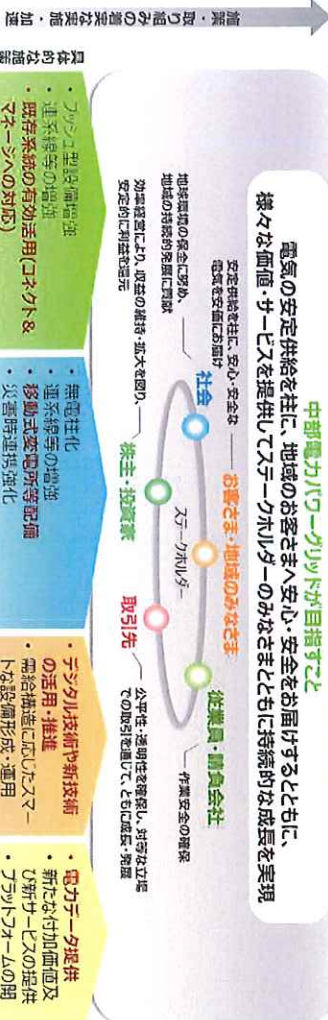 中部電力パワーグリッドが目指すこと
電気の安定供給を柱に、地域のお客さまへ安心・安全をお届けするとともに、
様々な価値・サービスを提供してステークホルダーのみなさまとともに持続的な成長を実現
安定供給を柱に、安心・安全な
電気を安価にお届け
お客さま・地域のみなさま
社会
地球環境の保全に努め、
地域の持続的発展に貢献
従業員・請負会社
作業安全の確保
ステークホルダー
株主・投資家
効率経営により、収益の維持・拡大を図り、
安定的に利益を還元
取引先
公平性・透明性を確保し、対等な立場
での取引を通じて、ともに成長・発展
施策・取り組みの着実な実施・加速
具体的な施策
・プッシュ型設備増強
・連系線等の増強
・既存系統の有効活用(コネクト&
マネージへの対応)
・無電柱化
・連系線等の増強
・移動式変電所等配備
・災害時連携強化
・デジタル技術や新技術
の活用・推進
・需給構造に応じたスマー
トな設備形成・運用
・電力データ提供
・新たな付加価値及
び新サービスの提供
・プラットフォームの開